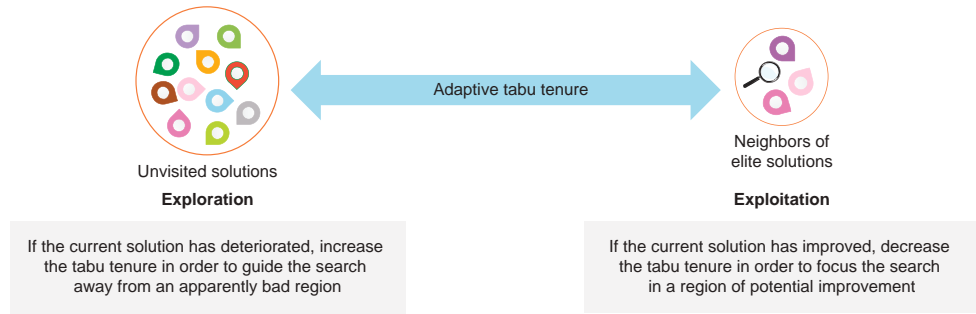 Adaptive tabu tenure
Unvisited solutions
Exploration
If the current solution has deteriorated, increase
the tabu tenure in order to guide the search
away from an apparently bad region
Neighbors of
elite solutions
Exploitation
If the current solution has improved, decrease
the tabu tenure in order to focus the search
in a region of potential improvement